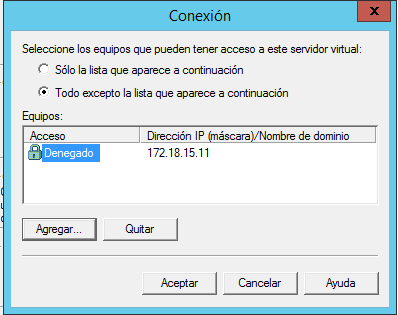 Conexión
Seleccione los equipos que pueden tener acceso a este servidor virtual:
Sólo la lista que aparece a continuación
Todo excepto la lista que aparece a continuación
Equipos:
Acceso Dirección IP (máscara)/Nombre de dominio
Denegado 172.18.15.11
Agregar... Quitar
Aceptar Cancelar Ayuda